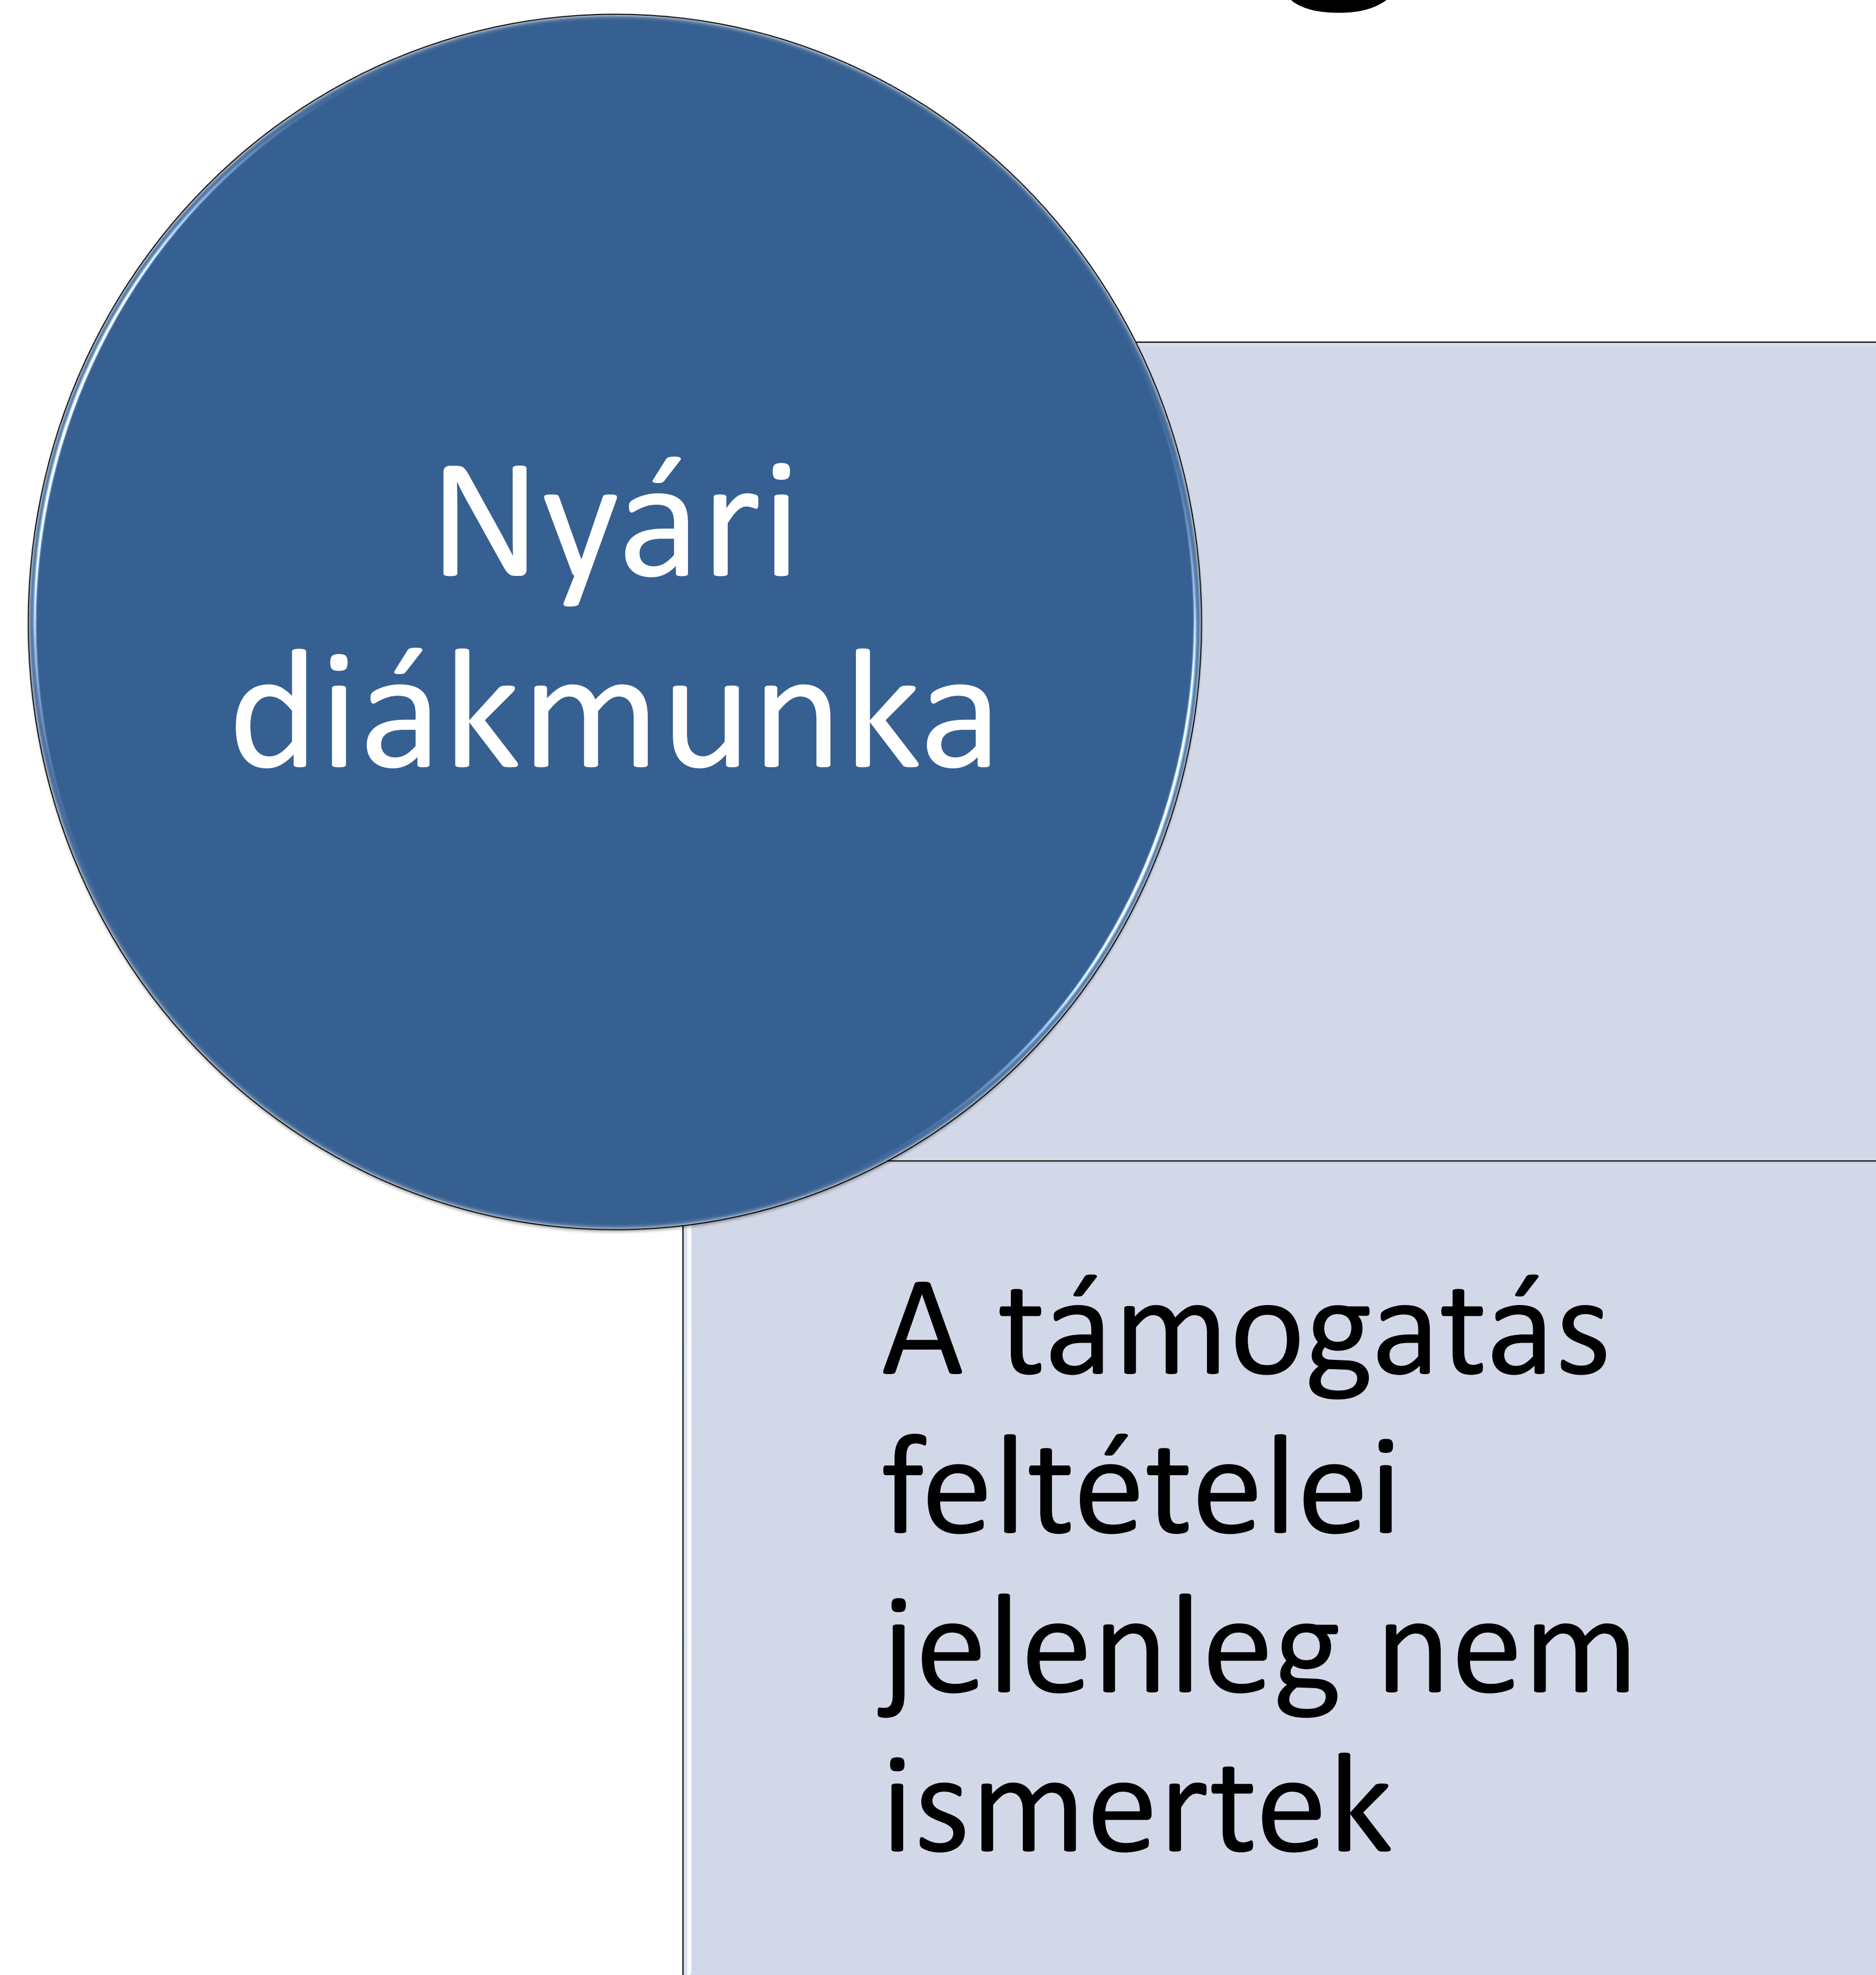 Nyári
diákmunka
A támogatás
feltételei
jelenleg nem
ismertek